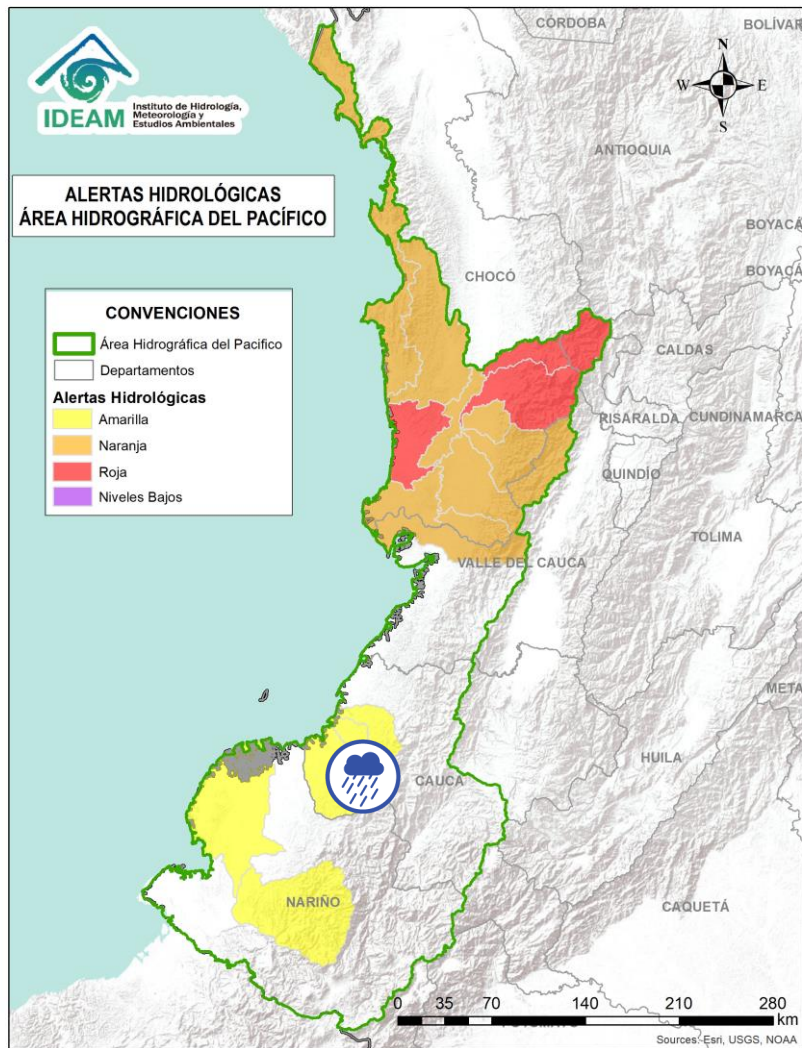 CÓRDOBA
BOLÍVAR
N
W
E
S
IDEAM
Instituto de Hidrología,
Meteorología y
Estudios Ambientales
ANTIOQUIA
ALERTAS HIDROLÓGICAS
ÁREA HIDROGRÁFICA DEL PACÍFICO
BOYACÁ
BOYACÁ
CHOCÓ
CONVENCIONES
Área Hidrográfica del Pacifico
Departamentos
Alertas Hidrológicas
Amarilla
Naranja
Roja
Niveles Bajos
CALDAS
RISARALDA
CUNDINAMARCA
QUINDÍO
TOLIMA
VALLE DEL CAUCA
META
HUILA
CAUCA
NARIÑO
CAQUETÁ
0 35 70 140 210 280
km
Sources: Esri, USGS, NOAA